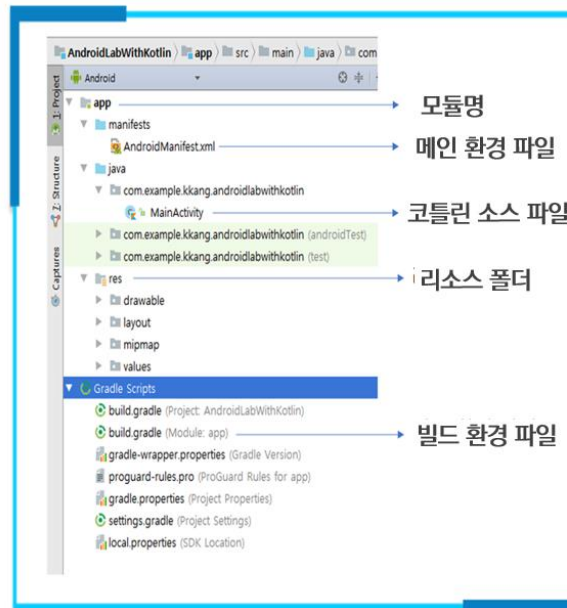 AndroidLabWithKotlin app src main java com
Android
1: Project
app
모듈명
manifests
AndroidManifest.xml
메인 환경 파일
java
com.example.kkang.androidlabwithkotlin
MainActivity
코틀린 소스 파일
com.example.kkang.androidlabwithkotlin (androidTest)
com.example.kkang.androidlabwithkotlin (test)
res
리소스 폴더
drawable
layout
mipmap
values
Z: Structure
Captures
Gradle Scripts
build.gradle (Project: AndroidLabWithKotlin)
build.gradle (Module: app)
빌드 환경 파일
gradle-wrapper.properties (Gradle Version)
proguard-rules.pro (ProGuard Rules for app)
gradle.properties (Project Properties)
settings.gradle (Project Settings)
local.properties (SDK Location)